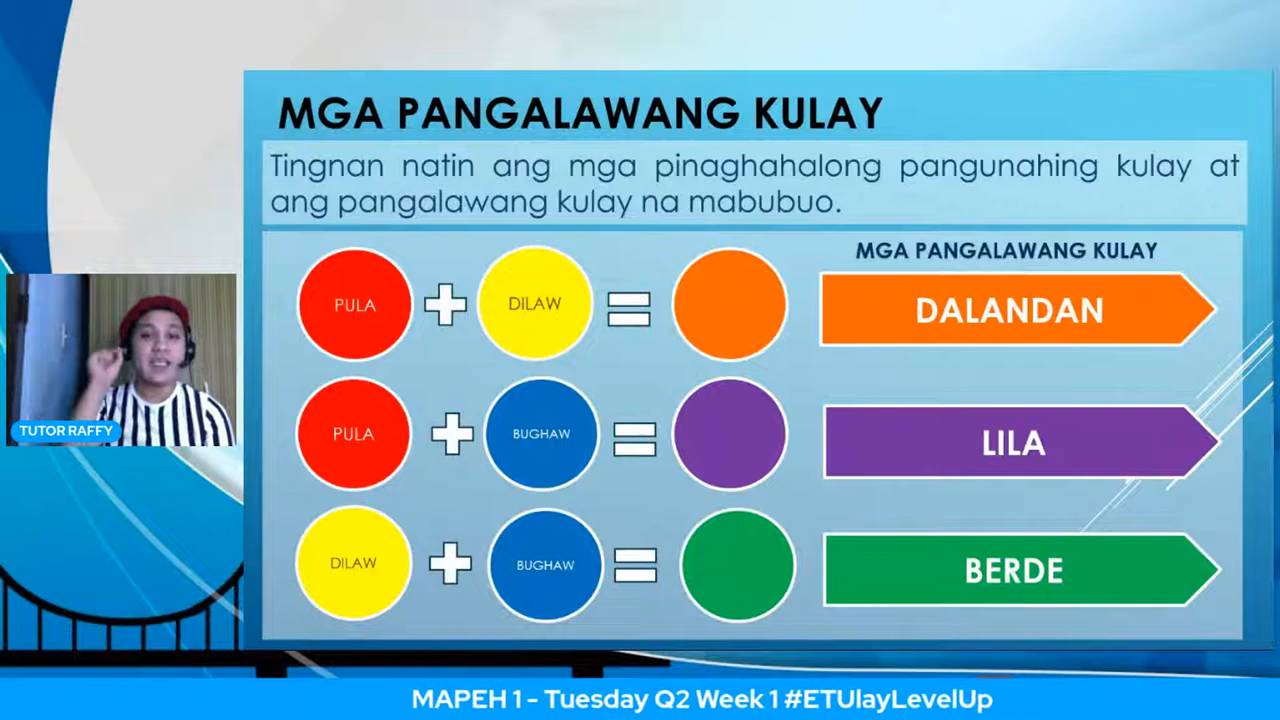 MGA PANGALAWANG KULAY
Tingnan natin ang mga pinaghahalong pangunahing kulay at
ang pangalawang kulay na mabubuo.
MGA PANGALAWANG KULAY
PULA + DILAW = DALANDAN
PULA + BUGHAW = LILA
DILAW + BUGHAW = BERDE
TUTOR RAFFY
MAPEH 1 - Tuesday Q2 Week 1 #ETUlayLevelUp